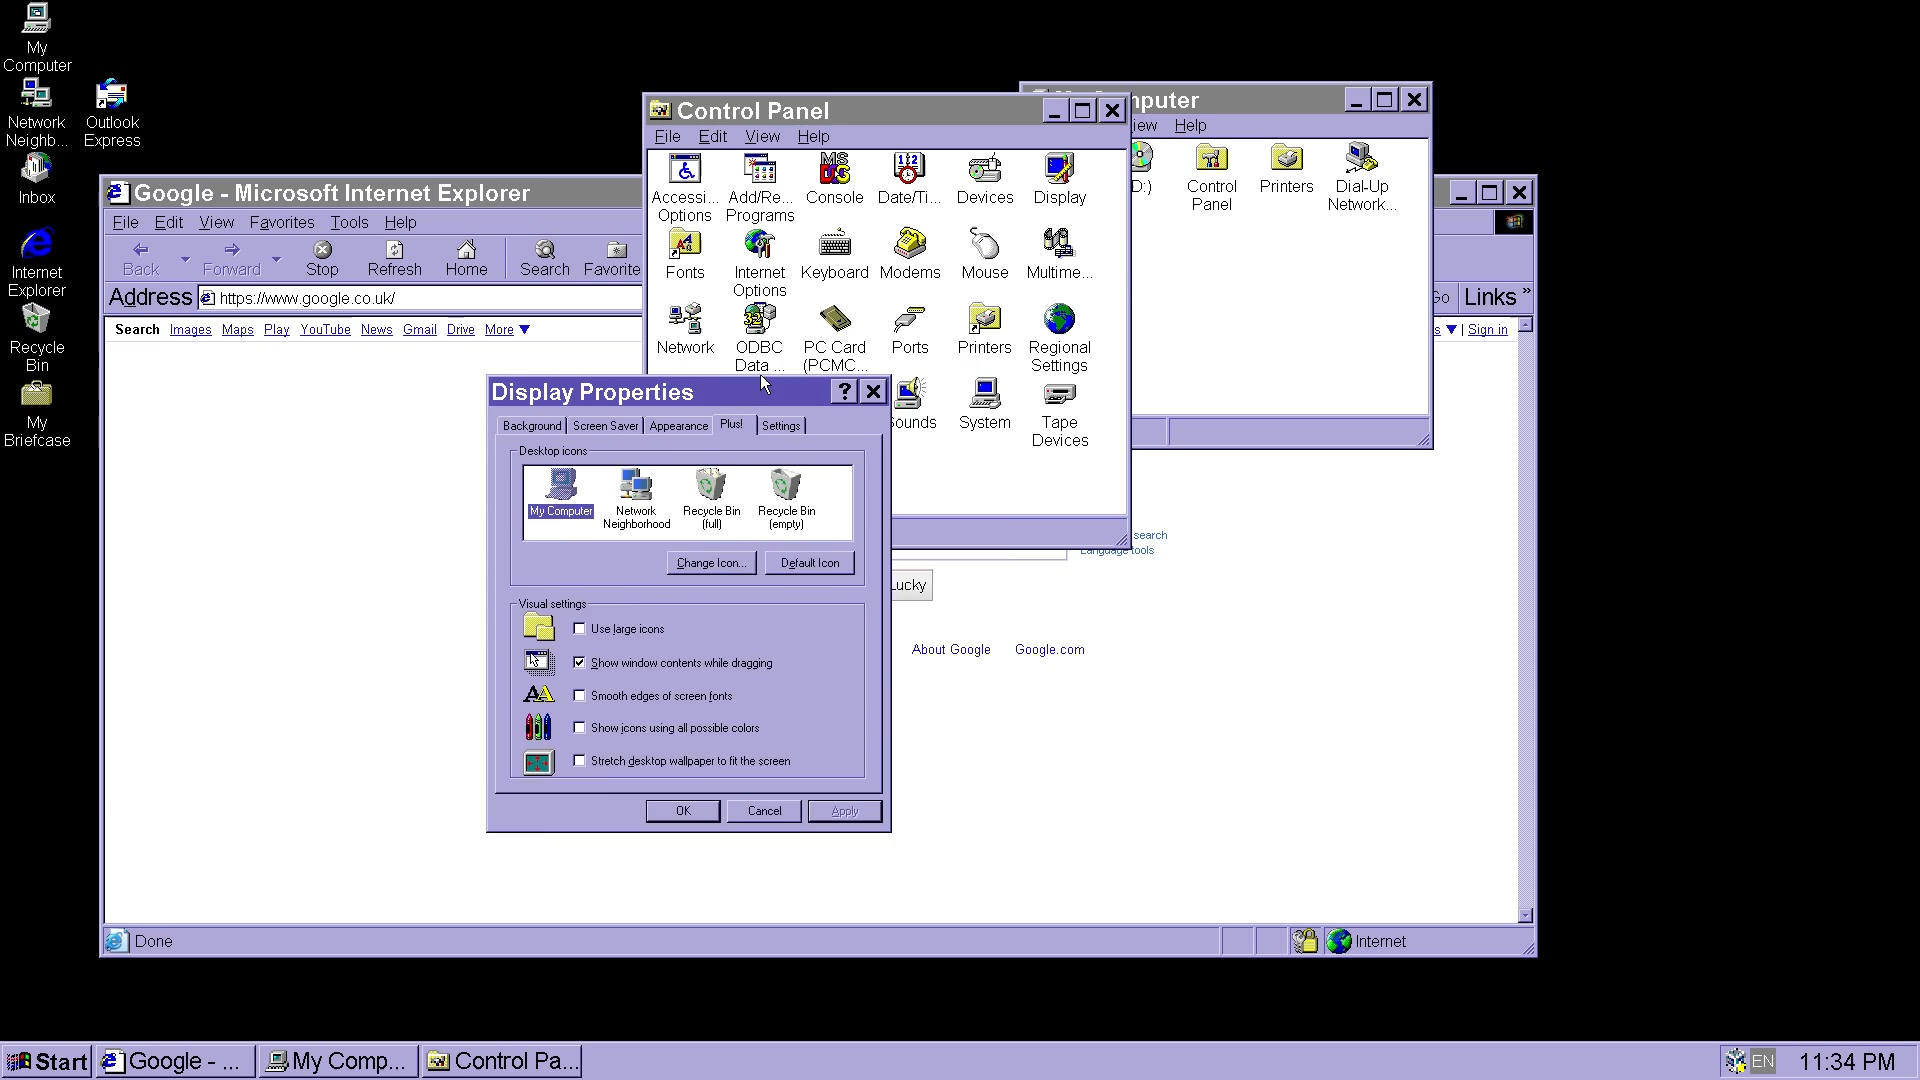 My
Computer
Network
Neighb...
Outlook
Express
Inbox
Internet
Explorer
Recycle
Bin
My
Briefcase
Google - Microsoft Internet Explorer
File Edit View Favorites Tools Help
Back Forward Stop Refresh Home Search Favorite
Address https://www.google.co.uk/
Go Links »
Search Images Maps Play YouTube News Gmail Drive More ▼
s ▼ | Sign in
Control Panel
File Edit View Help
Accessi...
Options
Add/Re...
Programs
Console
Date/Ti...
Devices
Display
Fonts
Internet
Options
Keyboard
Modems
Mouse
Multime...
Network
ODBC
Data ...
PC Card
(PCMC...
Ports
Printers
Regional
Settings
ounds
System
Tape
Devices
mputer
iew Help
D:)
Control
Panel
Printers
Dial-Up
Network...
Display Properties
Background Screen Saver Appearance Plus! Settings
Desktop icons
My Computer
Network
Neighborhood
Recycle Bin
(full)
Recycle Bin
(empty)
Change Icon... Default Icon
Visual settings
Use large icons
Show window contents while dragging
Smooth edges of screen fonts
Show icons using all possible colors
Stretch desktop wallpaper to fit the screen
OK Cancel Apply
search
Language tools
Lucky
About Google Google.com
Done
Internet
Start Google - ... My Comp... Control Pa...
EN 11:34 PM